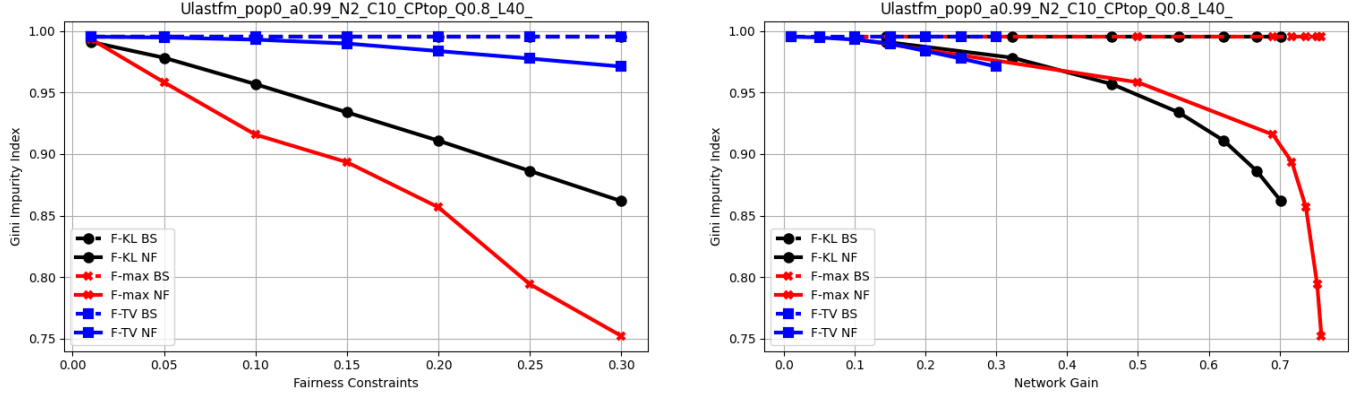 Ulastfm_pop0_a0.99_N2_C10_CPtop_Q0.8_L40_
Gini Impurity Index
1.00
0.95
0.90
0.85
0.80
0.75
F-KL BS
F-KL NF
F-max BS
F-max NF
F-TV BS
F-TV NF
0.00 0.05 0.10 0.15 0.20 0.25 0.30
Fairness Constraints
Ulastfm_pop0_a0.99_N2_C10_CPtop_Q0.8_L40_
Gini Impurity Index
1.00
0.95
0.90
0.85
0.80
0.75
F-KL BS
F-KL NF
F-max BS
F-max NF
F-TV BS
F-TV NF
0.0 0.1 0.2 0.3 0.4 0.5 0.6 0.7
Network Gain